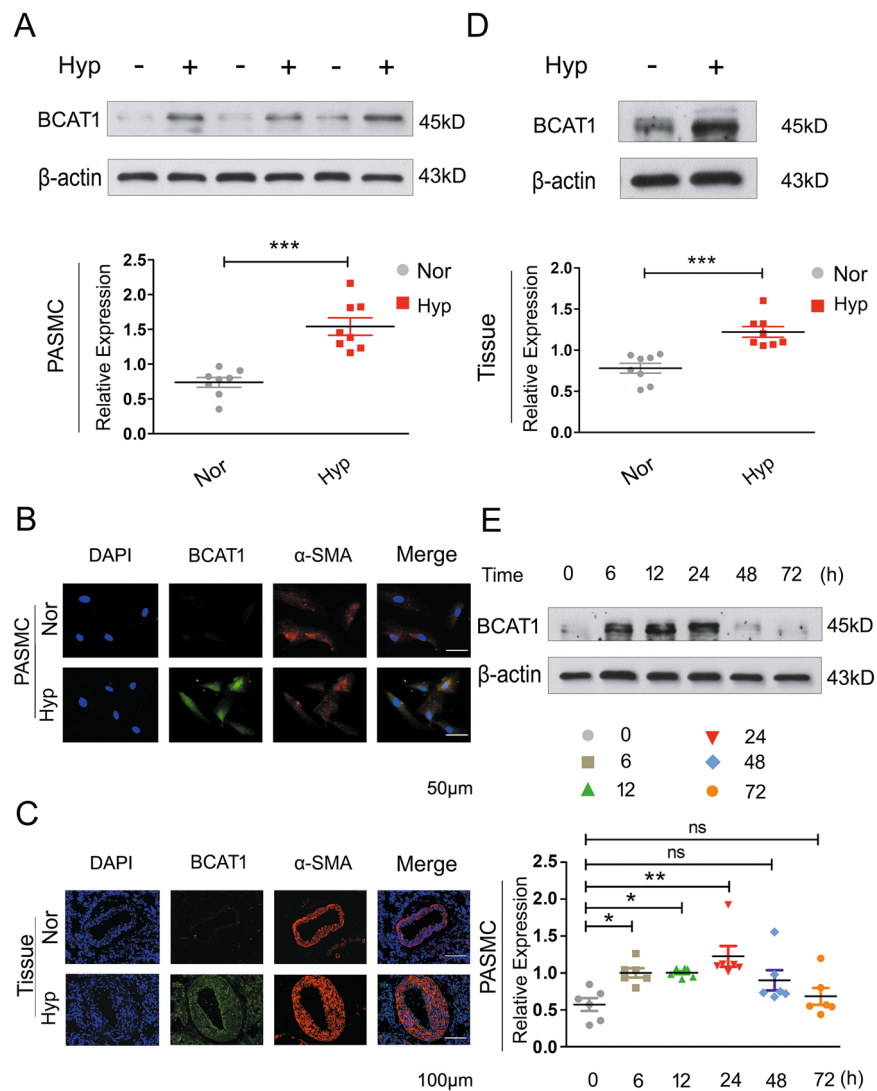 A
Hyp - + - + - +
BCAT1 45kD
β-actin 43kD
PASMC
Relative Expression
2.5
2.0
1.5
1.0
0.5
0.0
***
Nor
Hyp
Nor Hyp
D
Hyp - +
BCAT1 45kD
β-actin 43kD
Tissue
Relative Expression
2.0
1.5
1.0
0.5
0.0
***
Nor
Hyp
Nor Hyp
B
DAPI BCAT1 α-SMA Merge
PASMC
Nor
Hyp
50μm
C
DAPI BCAT1 α-SMA Merge
Tissue
Nor
Hyp
100μm
E
Time 0 6 12 24 48 72 (h)
BCAT1 45kD
β-actin 43kD
0 24
6 48
12 72
PASMC
Relative Expression
2.5
2.0
1.5
1.0
0.5
0.0
ns
ns
**
*
*
0 6 12 24 48 72 (h)